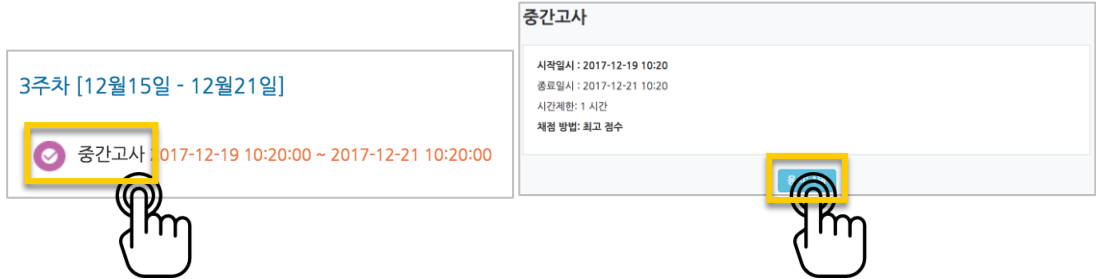 3주차 [12월15일 - 12월21일]
중간고사 2017-12-19 10:20:00 ~ 2017-12-21 10:20:00
중간고사
시작일시 : 2017-12-19 10:20
종료일시 : 2017-12-21 10:20
시간제한: 1 시간
채점 방법: 최고 점수